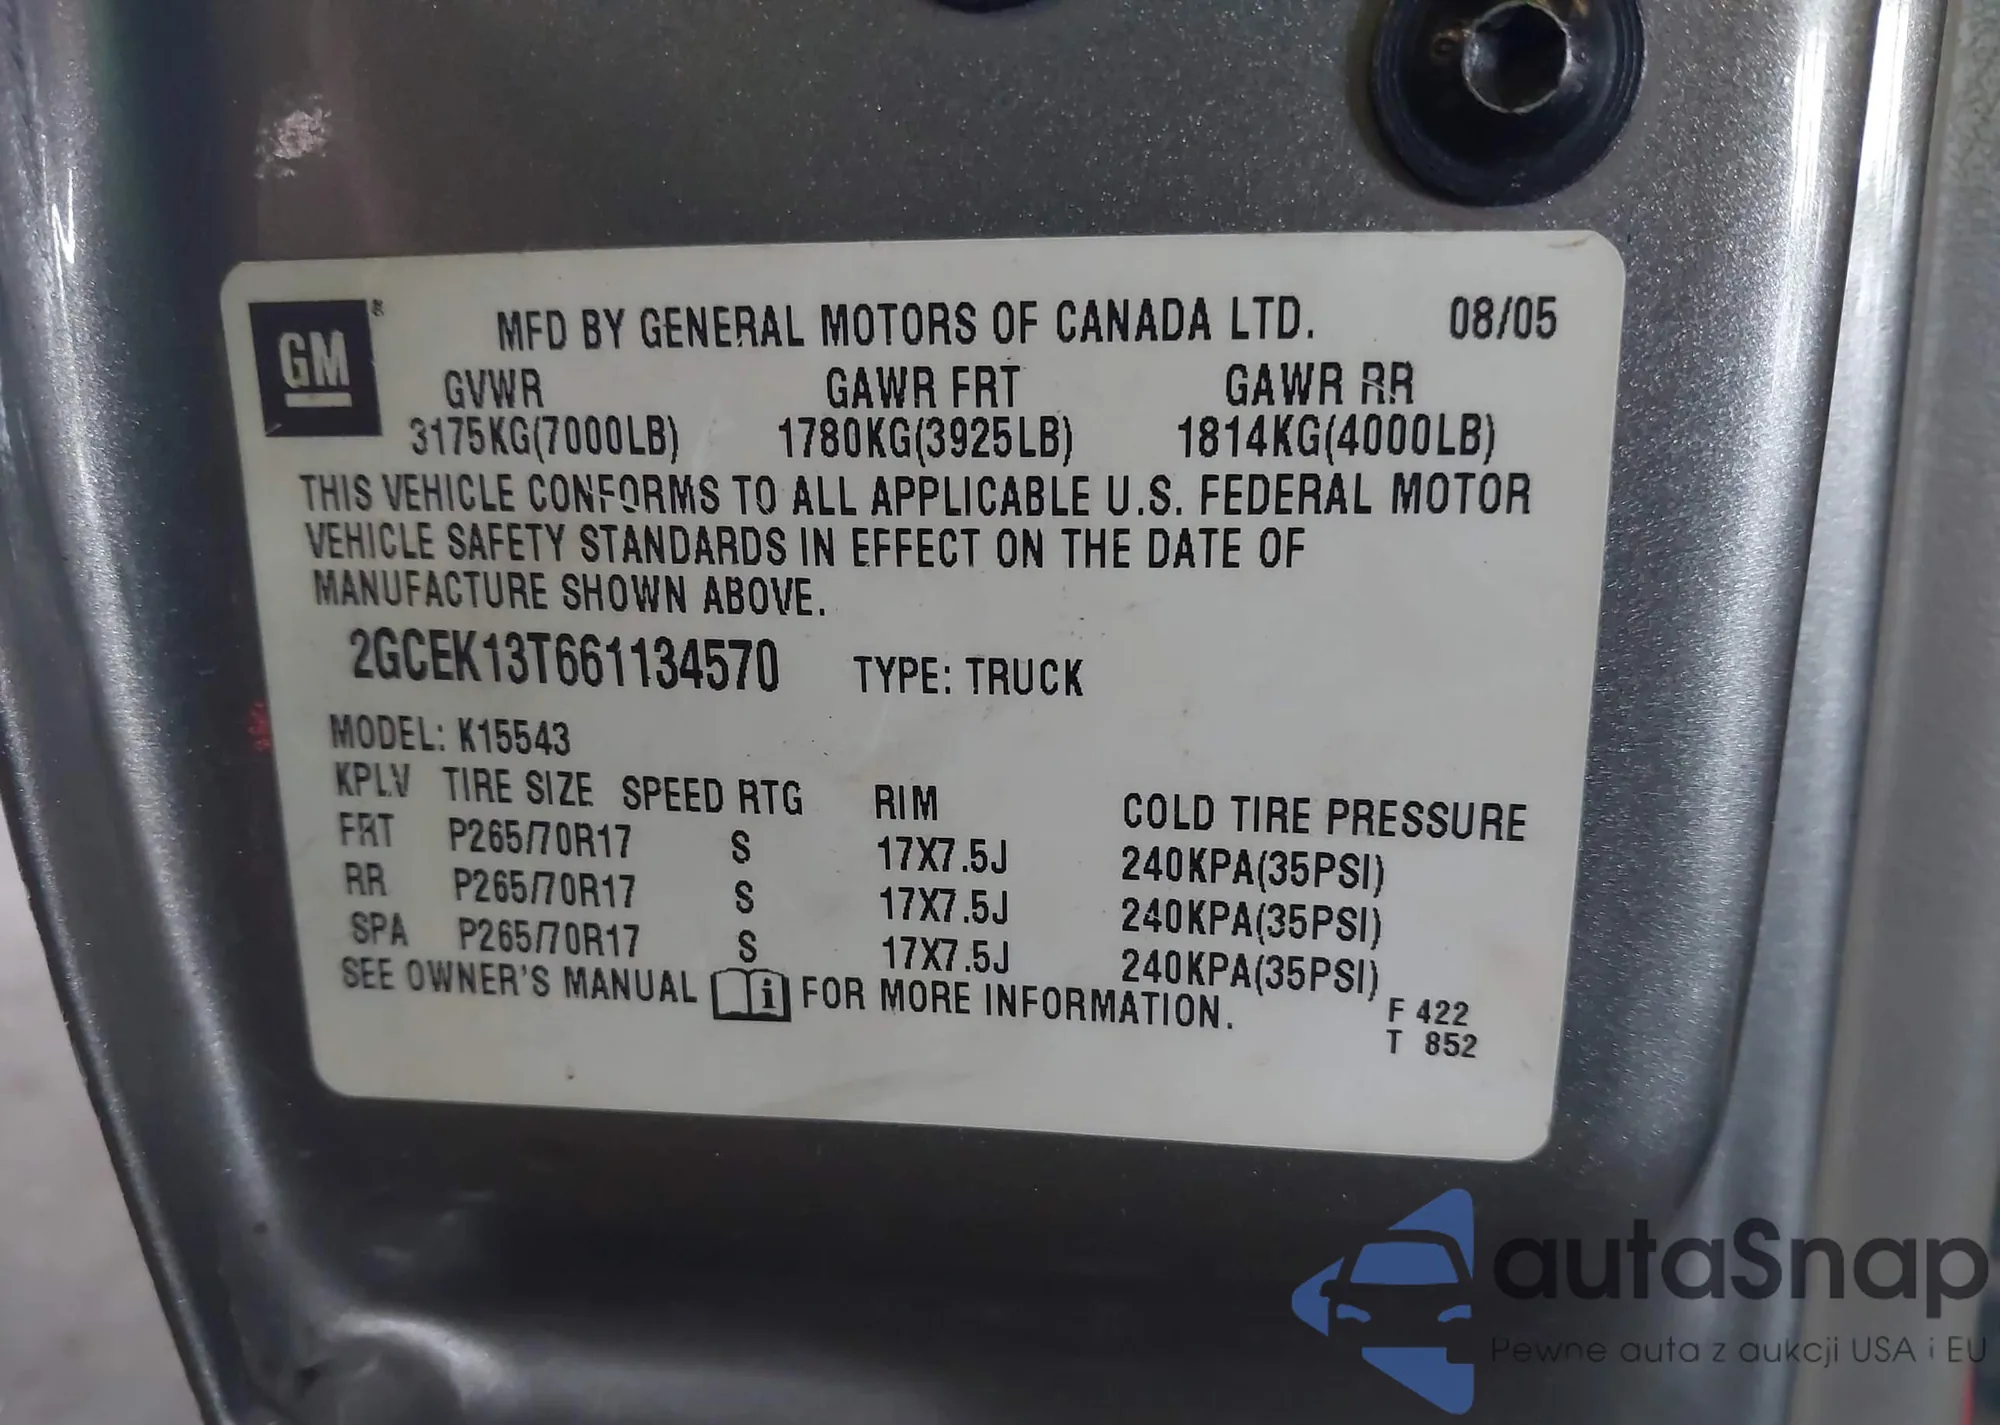 GM ®
MFD BY GENERAL MOTORS OF CANADA LTD. 08/05
GVWR GAWR FRT GAWR RR
3175KG(7000LB) 1780KG(3925LB) 1814KG(4000LB)
THIS VEHICLE CONFORMS TO ALL APPLICABLE U.S. FEDERAL MOTOR
VEHICLE SAFETY STANDARDS IN EFFECT ON THE DATE OF
MANUFACTURE SHOWN ABOVE.
2GCEK13T661134570 TYPE: TRUCK
MODEL: K15543
KPLV TIRE SIZE SPEED RTG RIM COLD TIRE PRESSURE
FRT P265/70R17 S 17X7.5J 240KPA(35PSI)
RR P265/70R17 S 17X7.5J 240KPA(35PSI)
SPA P265/70R17 S 17X7.5J 240KPA(35PSI)
SEE OWNER'S MANUAL i FOR MORE INFORMATION.
F 422
T 852
autaSnap
Pewne auta z aukcji USA i EU